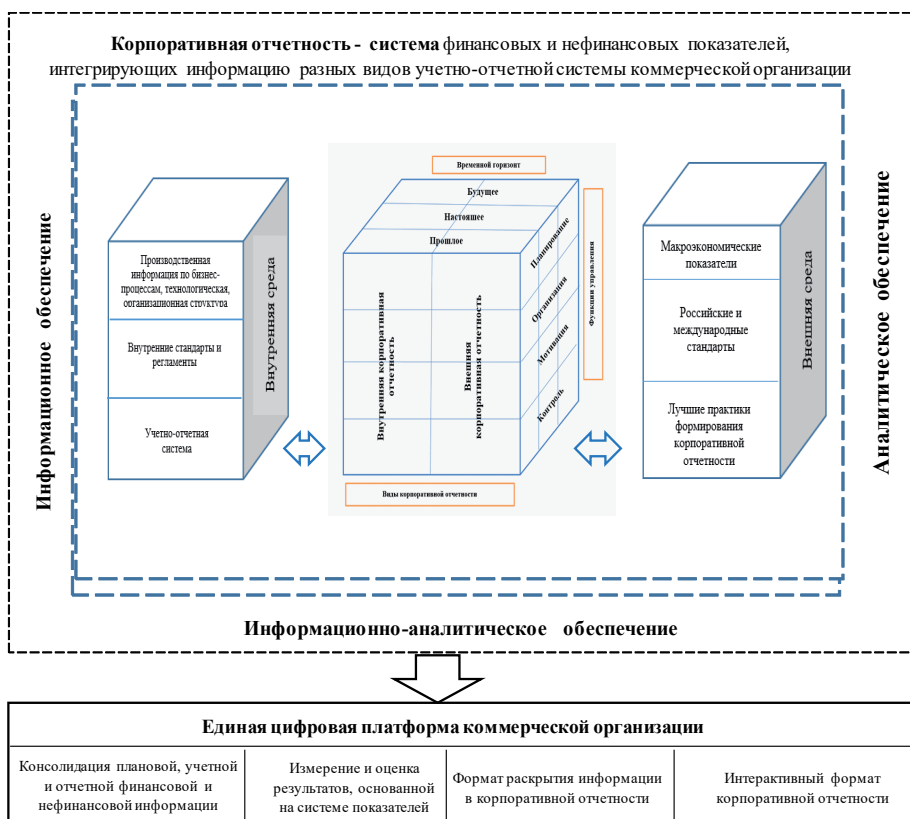 Корпоративная отчетность - система финансовых и нефинансовых показателей,
интегрирующих информацию разных видов учетно-отчетной системы коммерческой организации
Информационное обеспечение
Производственная
информация по бизнес-
процессам, технологическая,
организационная структура
Внутренние стандарты и
регламенты
Учетно-отчетная
система
Внутренняя среда
Временной горизонт
Будущее
Настоящее
Прошлое
Внутренняя корпоративная
отчетность
Внешняя
корпоративная отчетность
Планирование
Организация
Мотивация
Контроль
Функции управления
Виды корпоративной отчетности
Макроэкономические
показатели
Российские и
международные
стандарты
Лучшие практики
формирования
корпоративной
отчетности
Внешняя среда
Аналитическое обеспечение
Информационно-аналитическое обеспечение
Единая цифровая платформа коммерческой организации
Консолидация плановой, учетной
и отчетной финансовой и
нефинансовой информации
Измерение и оценка
результатов, основанной
на системе показателей
Формат раскрытия информации
в корпоративной отчетности
Интерактивный формат
корпоративной отчетности